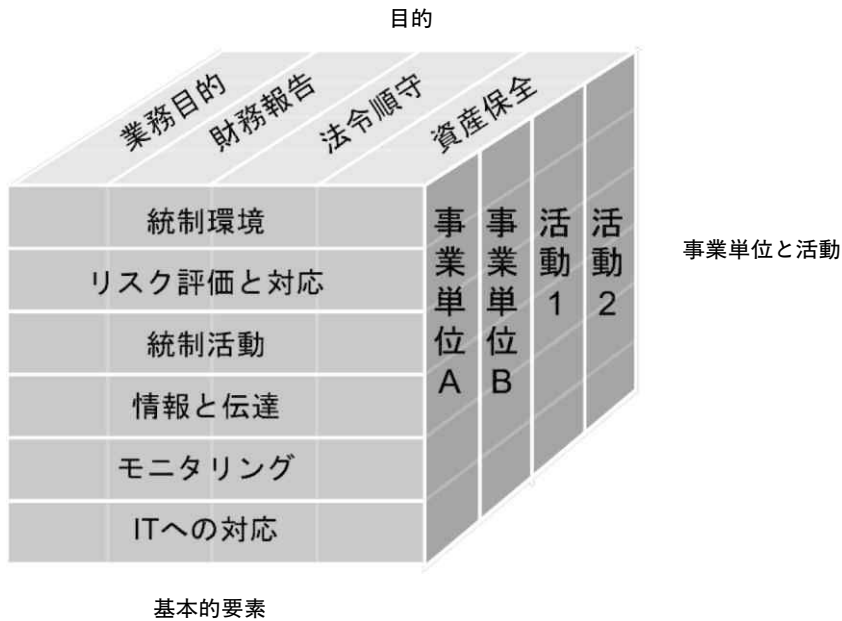 目的
業務目的
財務報告
法令順守
資産保全
統制環境
リスク評価と対応
統制活動
情報と伝達
モニタリング
ITへの対応
事業単位A
事業単位B
活動1
活動2
事業単位と活動
基本的要素